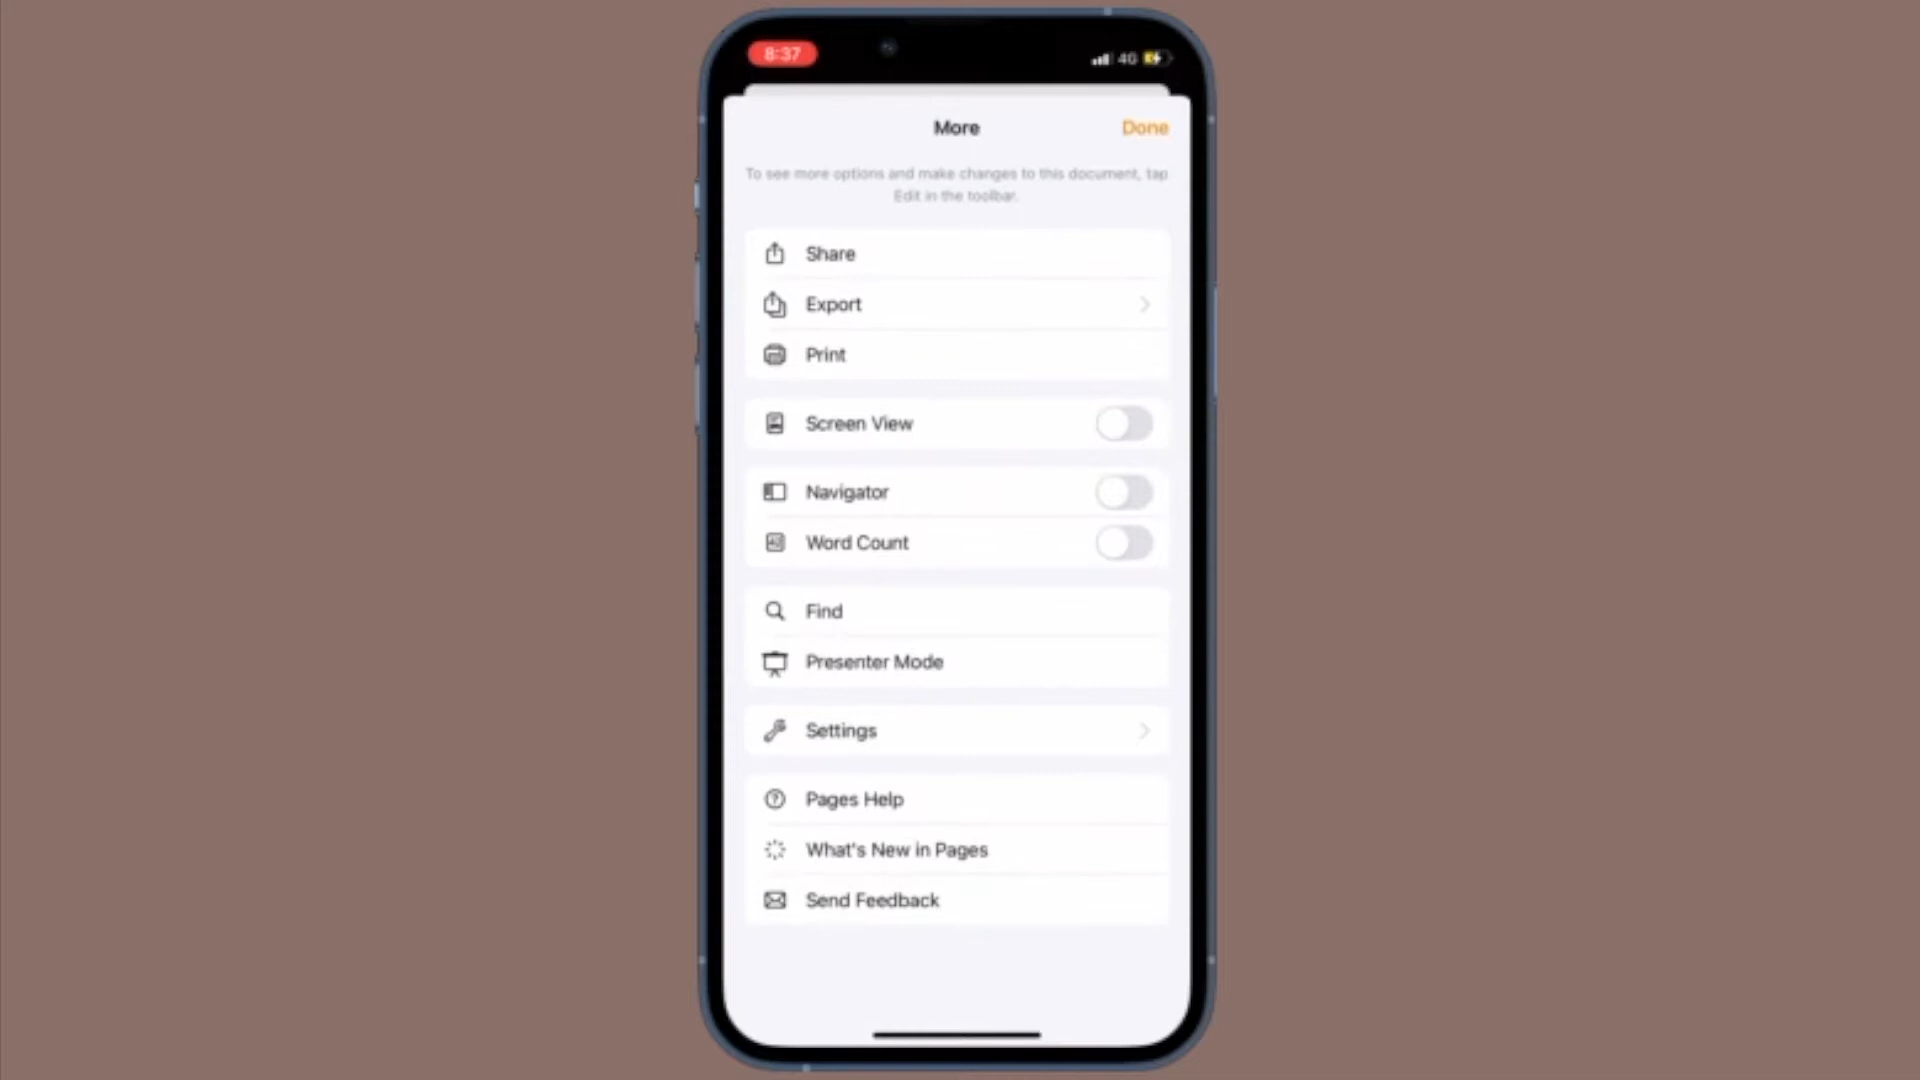 8:37
4G
More
Done
To see more options and make changes to this document, tap
Edit in the toolbar.
Share
Export
Print
Screen View
Navigator
Word Count
Find
Presenter Mode
Settings
Pages Help
What's New in Pages
Send Feedback